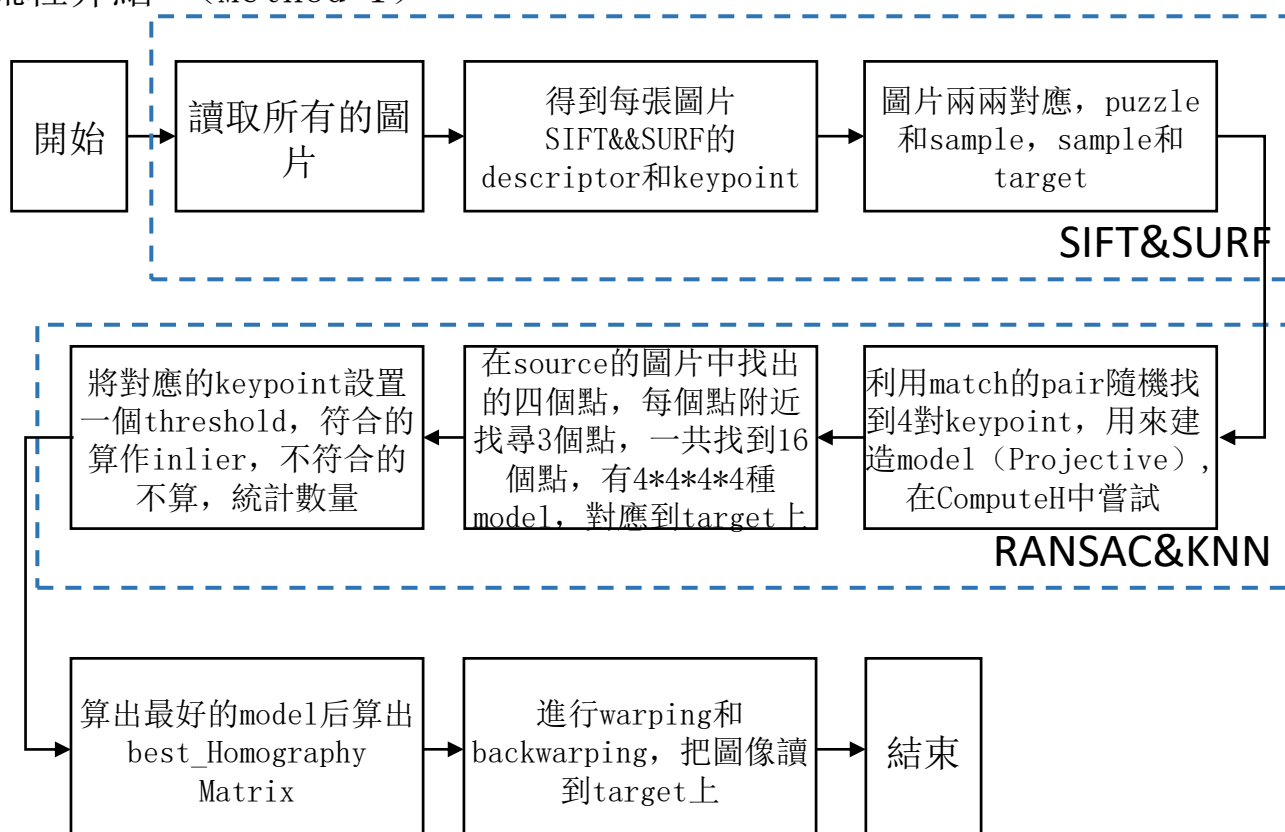 (Method 1)
開始
讀取所有的圖
片
得到每張圖片
SIFT&&SURF的
descriptor和keypoint
圖片兩兩對應，puzzle
和sample，sample和
target
SIFT&SURF
利用match的pair隨機找
到4對keypoint，用來建
造model（Projective），
在ComputeH中嘗試
在source的圖片中找出
的四個點，每個點附近
找尋3個點，一共找到16
個點，有4*4*4*4種
model，對應到target上
將對應的keypoint設置
一個threshold，符合的
算作inlier，不符合的
不算，統計數量
RANSAC&KNN
算出最好的model后算出
best_Homography
Matrix
進行warping和
backwarping，把圖像讀
到target上
結束